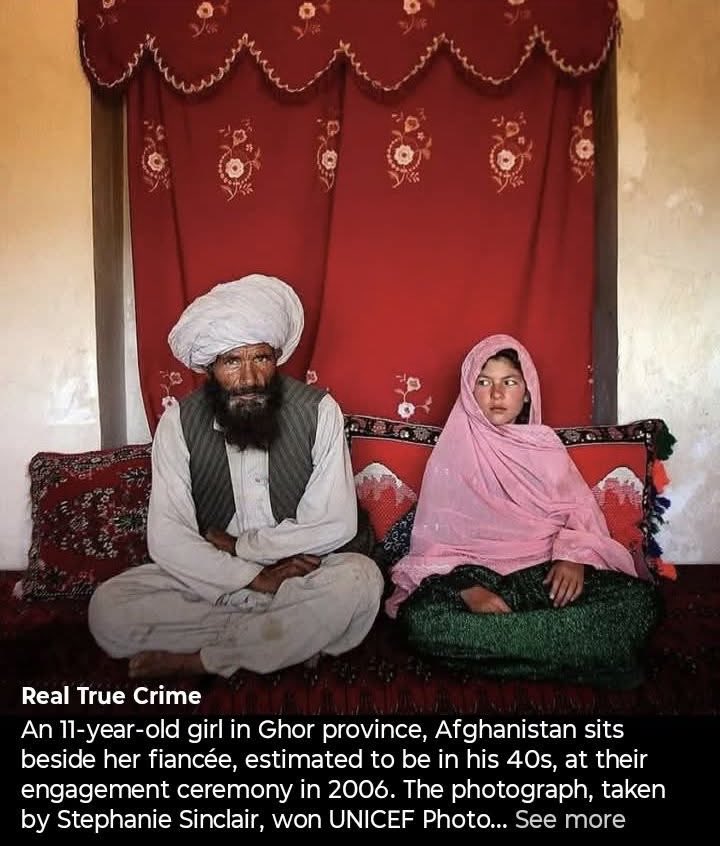 Real True Crime
An 11-year-old girl in Ghor province, Afghanistan sits
beside her fiancée, estimated to be in his 40s, at their
engagement ceremony in 2006. The photograph, taken
by Stephanie Sinclair, won UNICEF Photo... See more